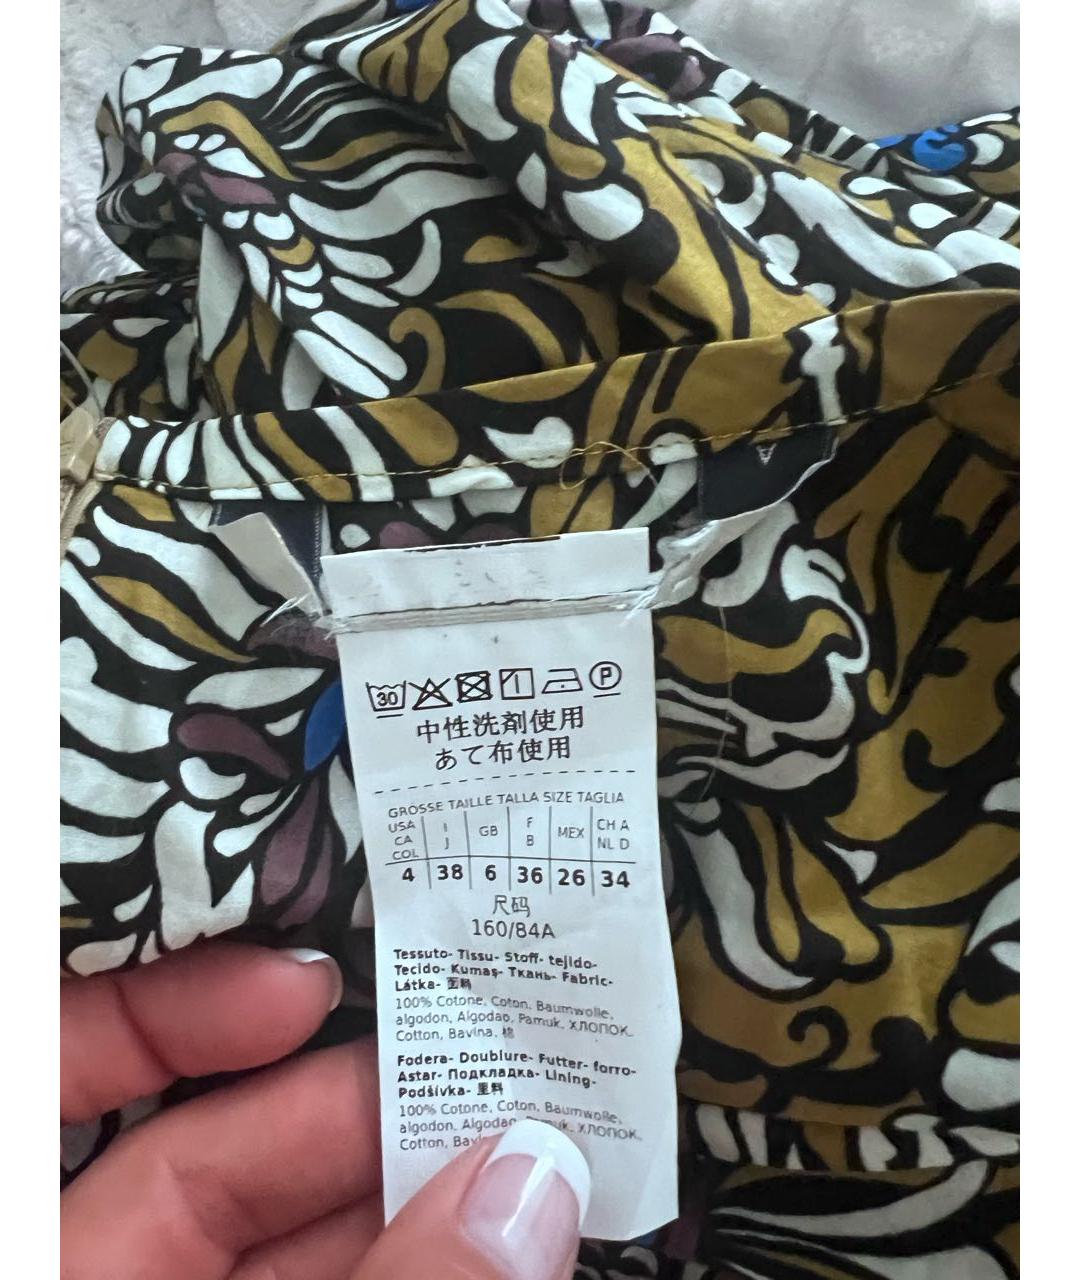 30 P
中性洗剤使用
あて布使用
GROSSE TAILLE TALLA SIZE TAGLIA
USA I GB F MEX CH A
CA J B NL D
COL
4 38 6 36 26 34
尺码
160/84A
Tessuto- Tissu- Stoff- tejido-
Tecido- Kumaş- Ткань- Fabric-
Látka- 面料
100% Cotone, Coton, Baumwolle,
algodon, Algodao, Pamuk, ХЛОПОК,
Cotton, Bavlna, 棉
Fodera- Doublure- Futter- forro-
Astar- Подкладка- Lining-
Podšívka- 里料
100% Cotone, Coton, Baumwolle,
algodon, ХЛОПОК,
Cotton,